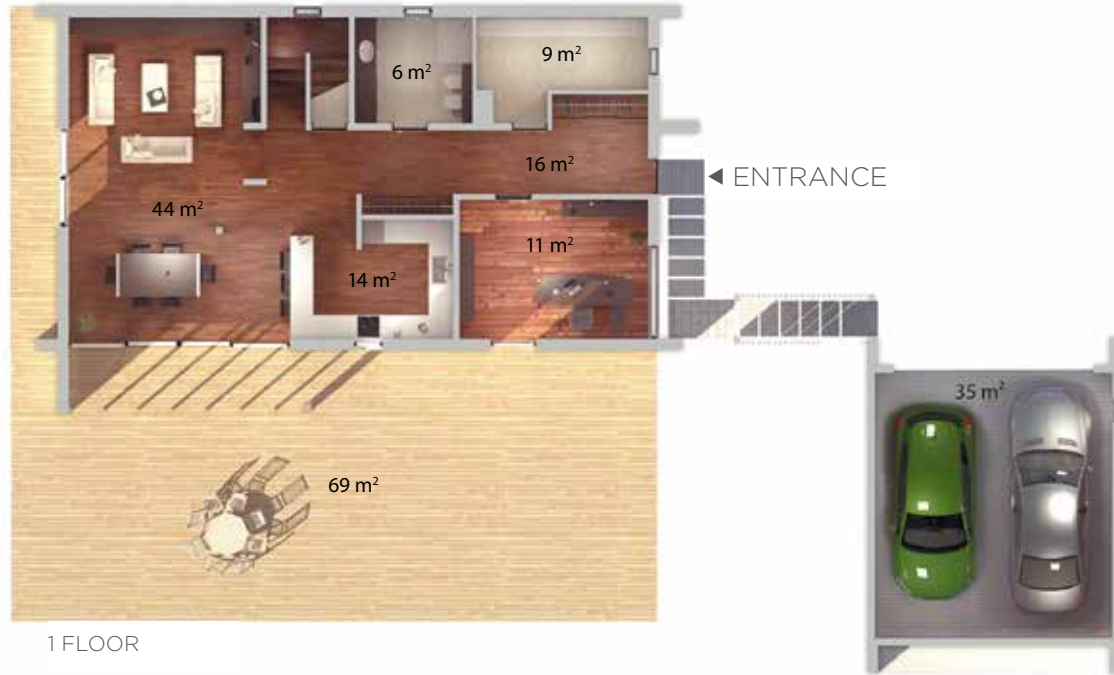 6 m²
9 m²
16 m²
ENTRANCE
44 m²
11 m²
14 m²
35 m²
69 m²
1 FLOOR